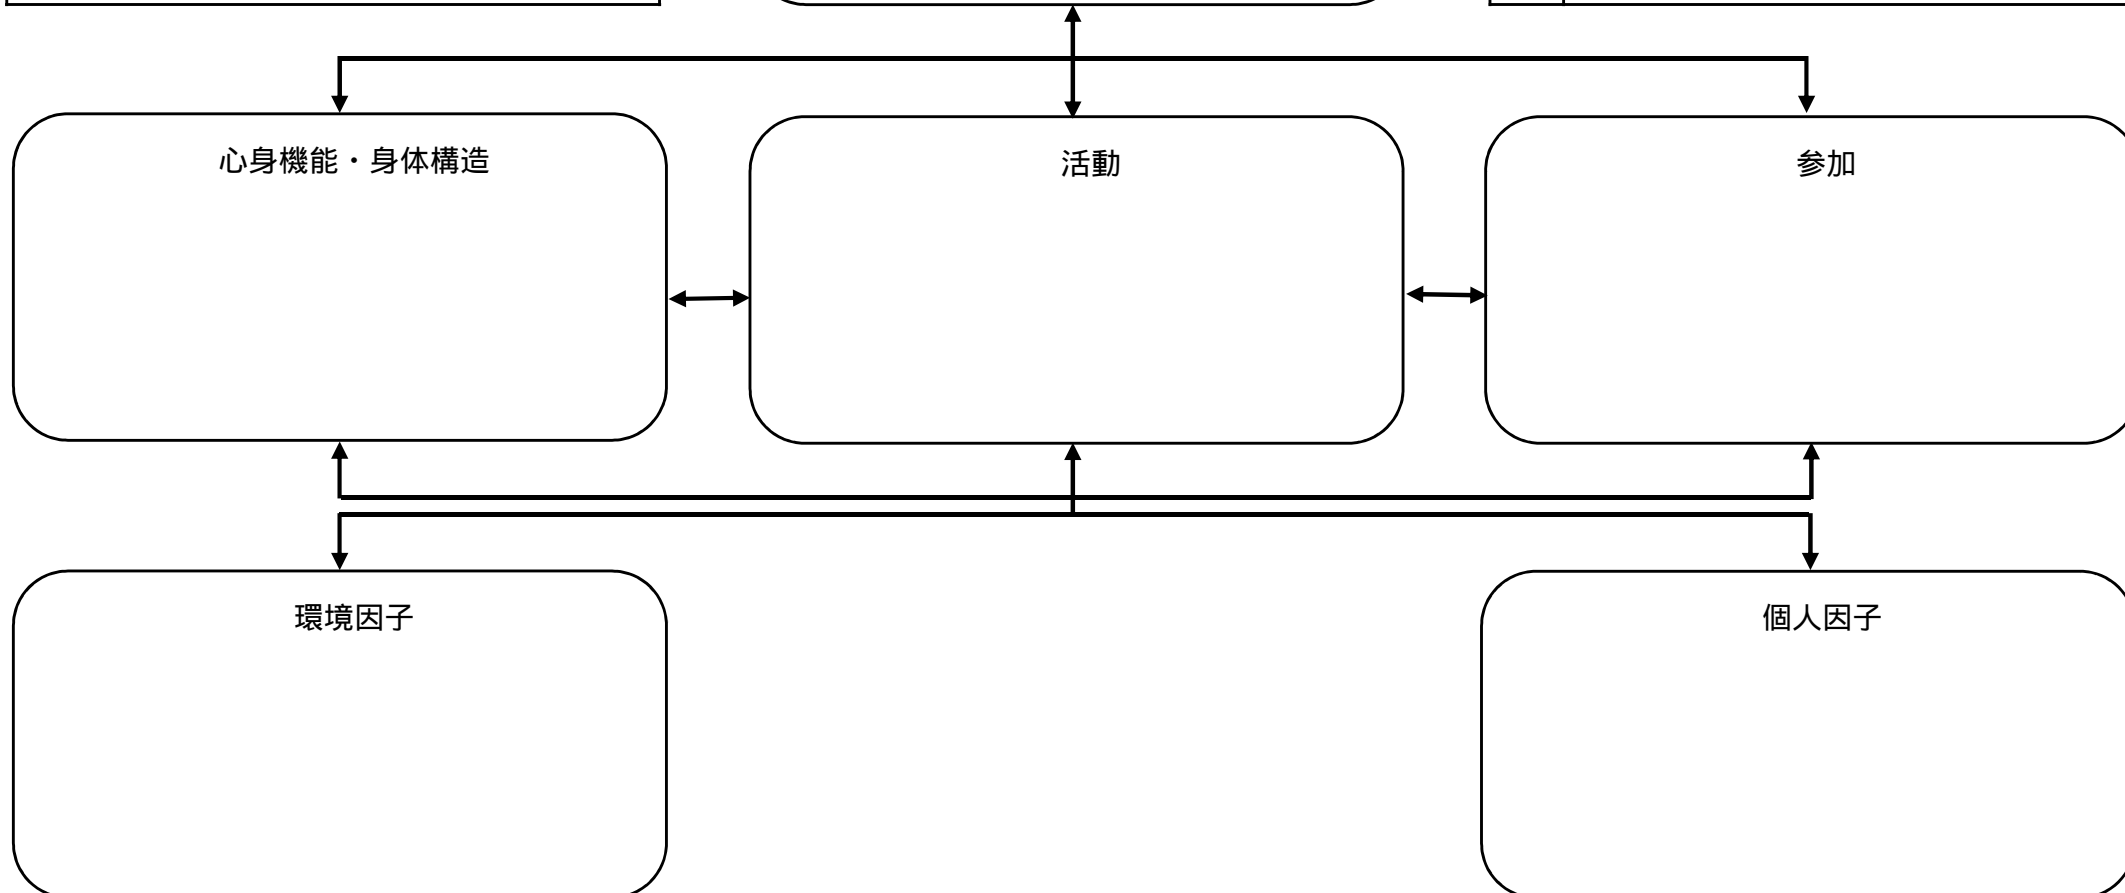 心身機能・身体構造
活動
参加
環境因子
個人因子